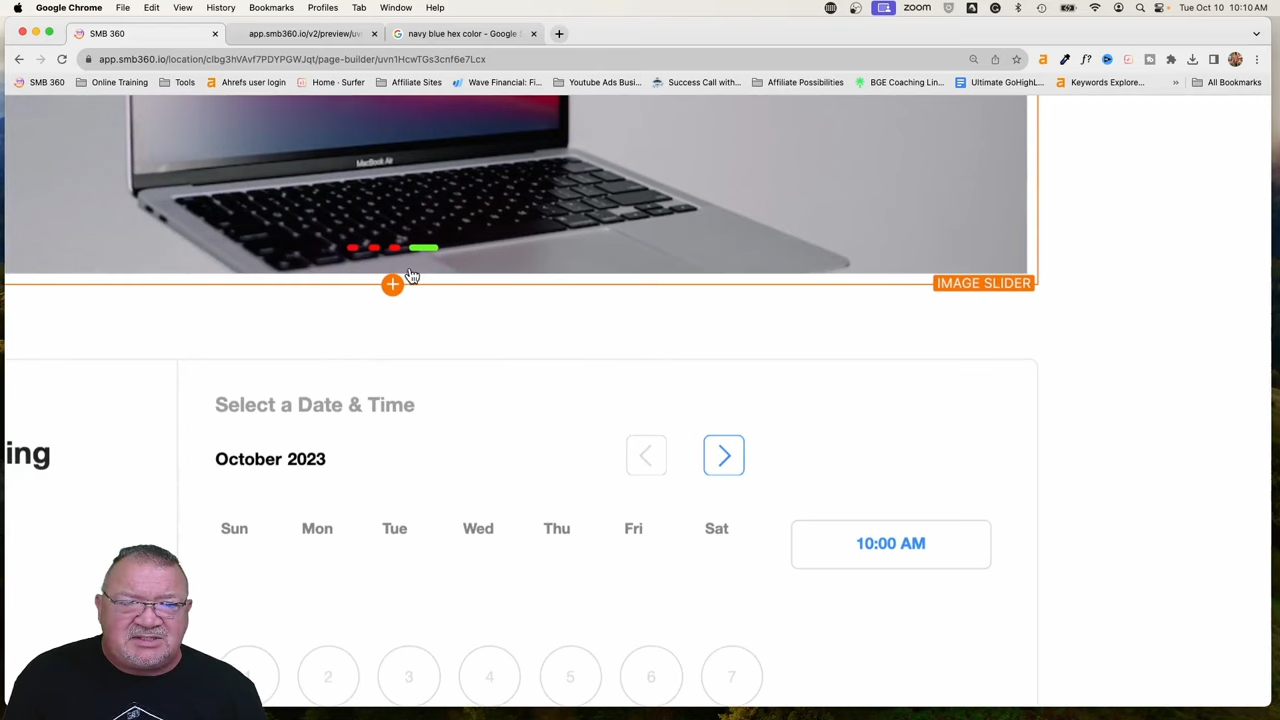 Google Chrome File Edit View History Bookmarks Profiles Tab Window Help zoom Tue Oct 10 10:10 AM
SMB 360 app.smb360.io/v2/preview/uv navy blue hex color - Google
app.smb360.io/location/clbg3hVAvf7PDYPGWJqt/page-builder/uvn1HcwTGs3cnf6e7Lcx
SMB 360 Online Training Tools Ahrefs user login Home · Surfer Affiliate Sites Wave Financial: Fi... Youtube Ads Busi... Success Call with... Affiliate Possibilities BGE Coaching Lin... Ultimate GoHighL... Keywords Explore... » All Bookmarks
MacBook Air
IMAGE SLIDER
Select a Date & Time
ing
October 2023
Sun Mon Tue Wed Thu Fri Sat
10:00 AM
2 3 4 5 6 7